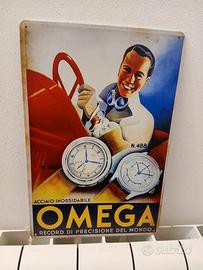 N. 488
ACCIAIO INOSSIDABILE
OMEGA
RECORD DI PRECISIONE DEL MONDO